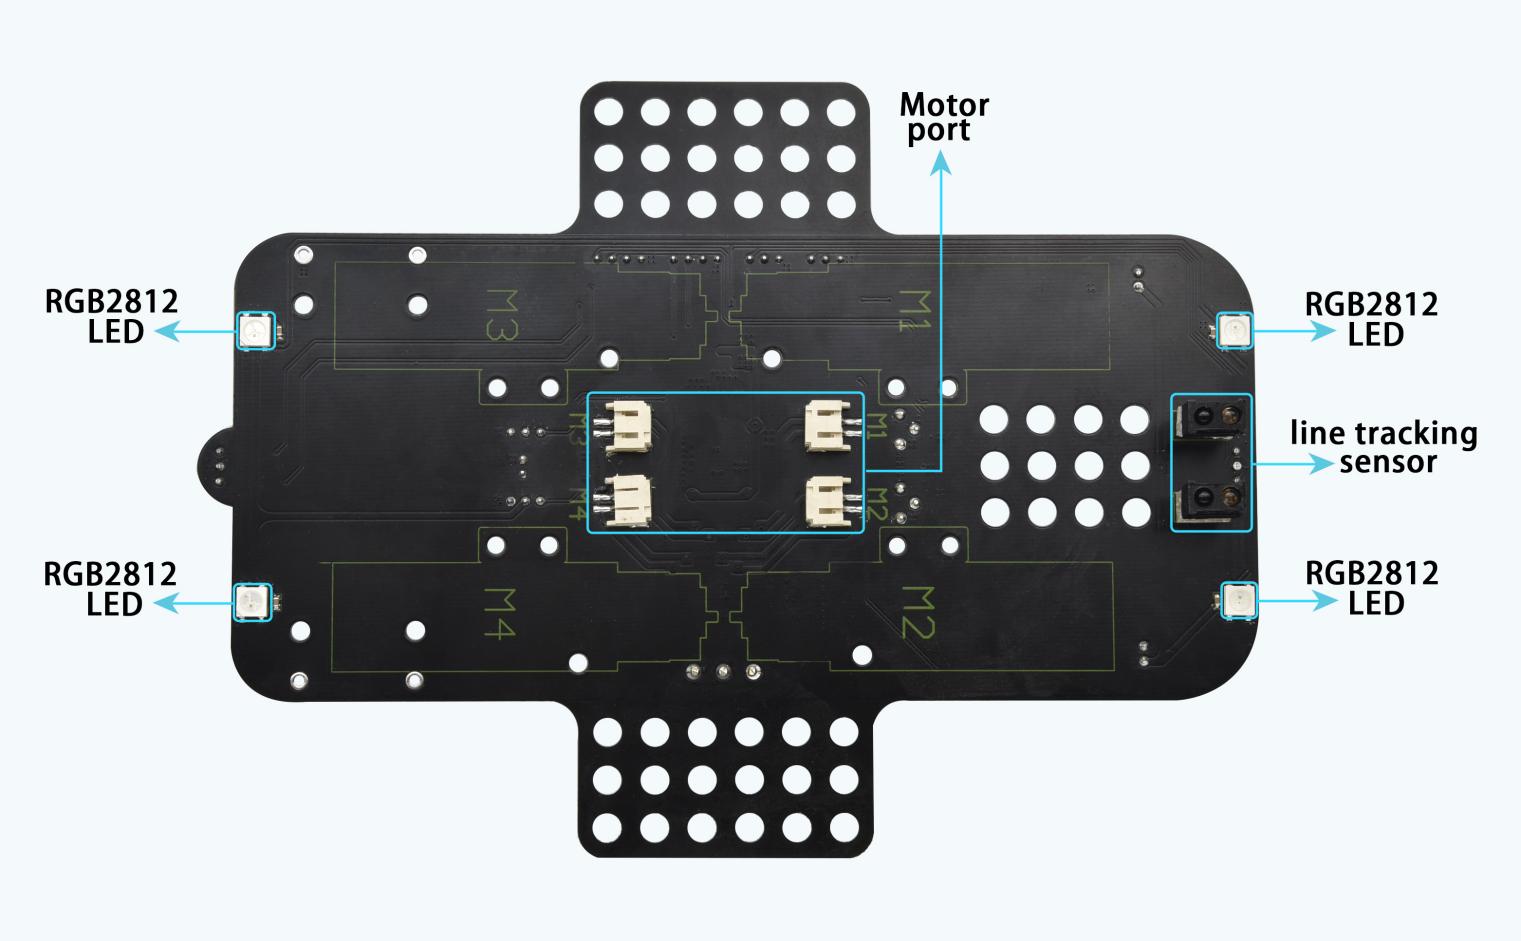 Motor
port
RGB2812
LED
RGB2812
LED
M3
M1
M3
M1
line tracking
sensor
M4
M2
RGB2812
LED
RGB2812
LED
M4
M2